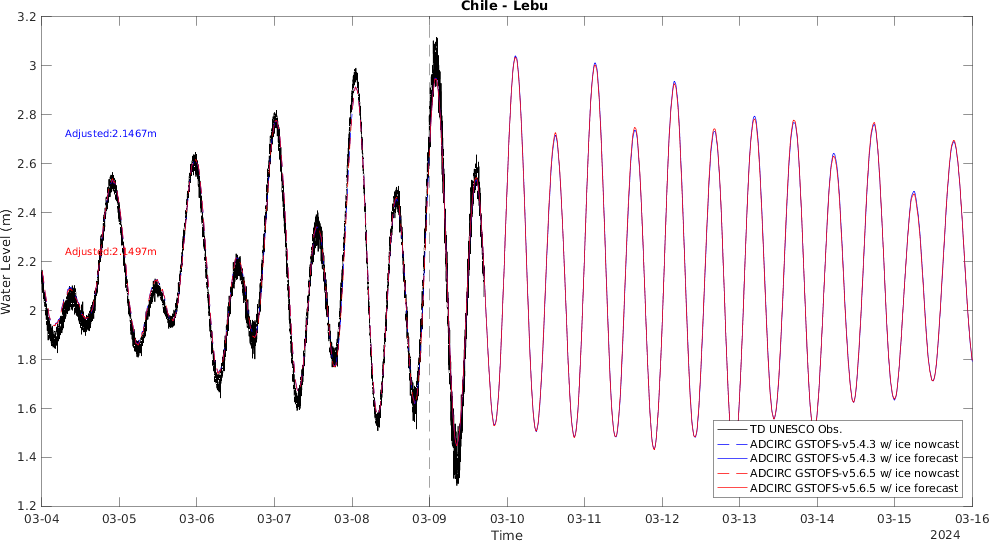 Chile - Lebu
3.2
3
2.8
2.6
2.4
2.2
2
1.8
1.6
1.4
1.2
Water Level (m)
Adjusted:2.1467m
Adjusted:2.1497m
TD UNESCO Obs.
ADCIRC GSTOFS-v5.4.3 w/ ice nowcast
ADCIRC GSTOFS-v5.4.3 w/ ice forecast
ADCIRC GSTOFS-v5.6.5 w/ ice nowcast
ADCIRC GSTOFS-v5.6.5 w/ ice forecast
03-04 03-05 03-06 03-07 03-08 03-09 03-10 03-11 03-12 03-13 03-14 03-15 03-16
Time
2024